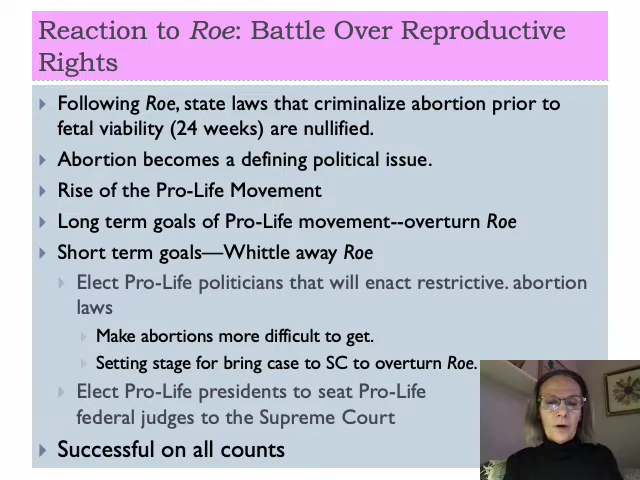 Reaction to Roe: Battle Over Reproductive
Rights
Following Roe, state laws that criminalize abortion prior to
fetal viability (24 weeks) are nullified.
Abortion becomes a defining political issue.
Rise of the Pro-Life Movement
Long term goals of Pro-Life movement--overturn Roe
Short term goals—Whittle away Roe
Elect Pro-Life politicians that will enact restrictive. abortion
laws
Make abortions more difficult to get.
Setting stage for bring case to SC to overturn Roe.
Elect Pro-Life presidents to seat Pro-Life
federal judges to the Supreme Court
Successful on all counts